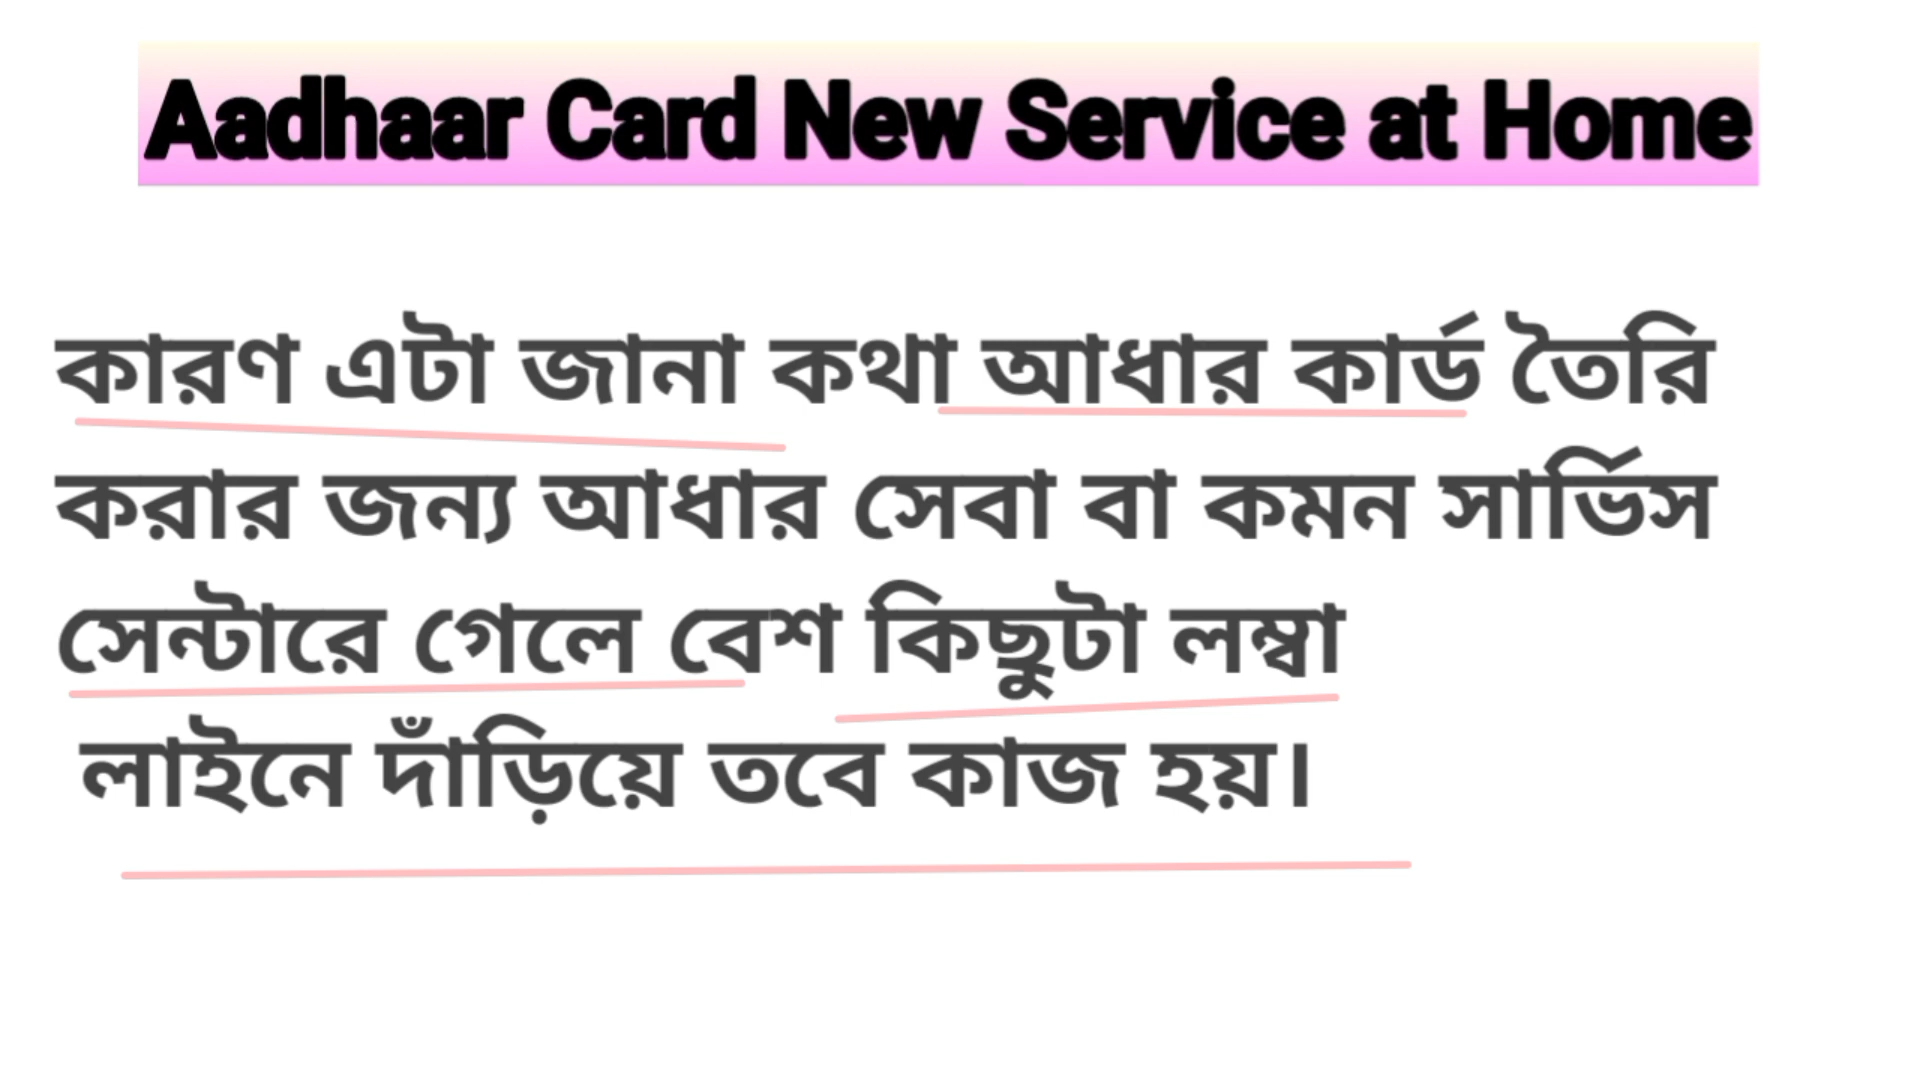 Aadhaar Card New Service at Home
কারণ এটা জানা কথা আধার কার্ড তৈরি
করার জন্য আধার সেবা বা কমন সার্ভিস
সেন্টারে গেলে বেশ কিছুটা লম্বা
লাইনে দাঁড়িয়ে তবে কাজ হয়।